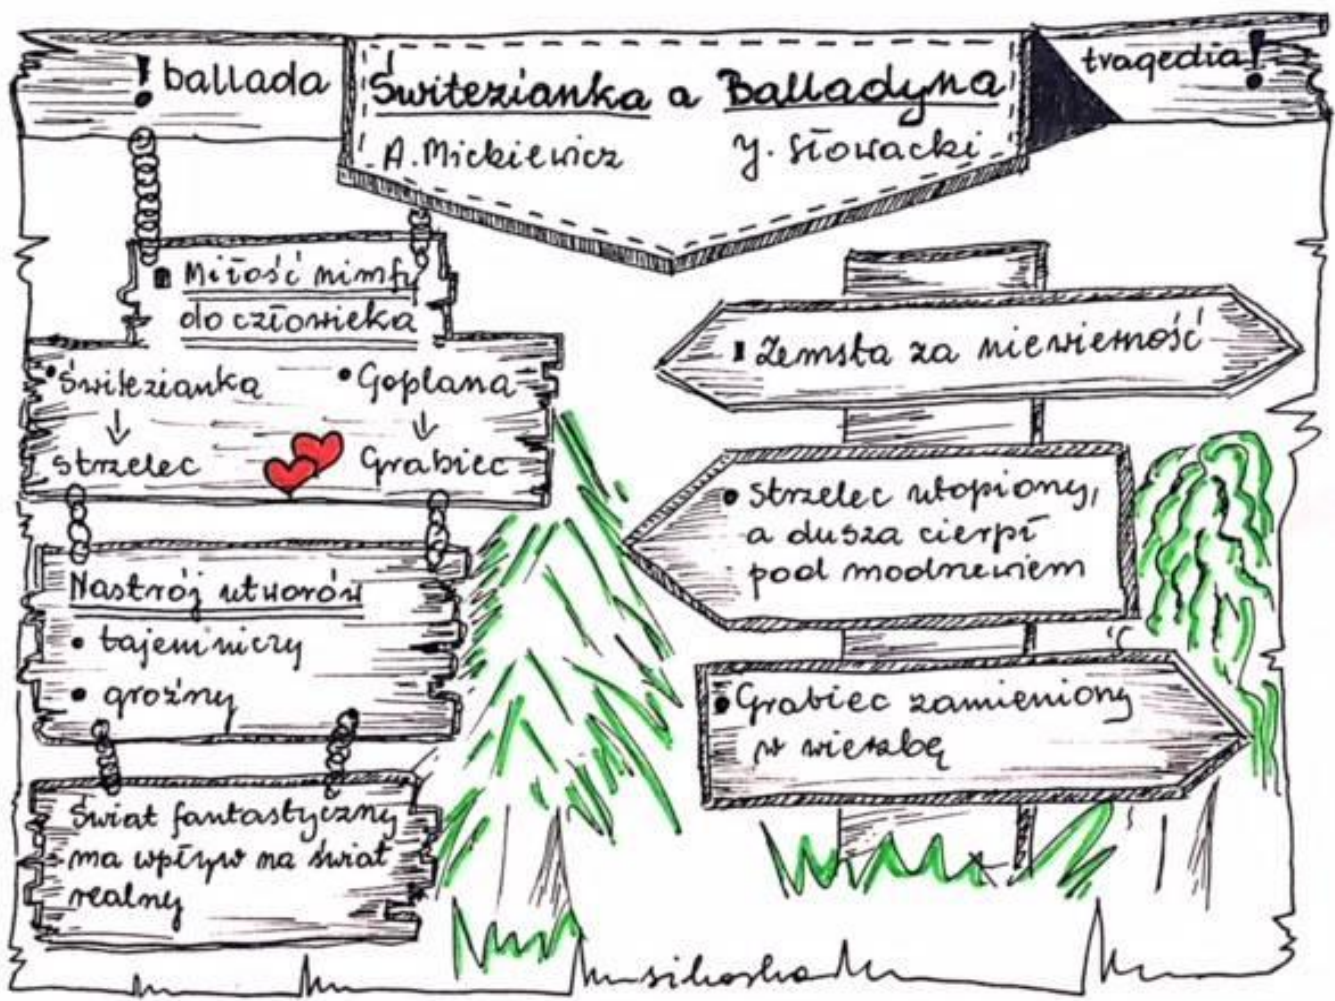 ! ballada
Świtezianka a Balladyna
A. Mickiewicz J. Słowacki
tragedia!
Miłość nimfy
do człowieka
• Świtezianka • Goplana
↓ ↓
strzelec Grabiec
Nastrój utworów
• tajemniczy
• groźny
Świat fantastyczny
ma wpływ na świat
realny
Zemsta za niewierność
• Strzelec utopiony,
a dusza cierpi
pod modrzewiem
• Grabiec zamieniony
w wierzbę
sikorka